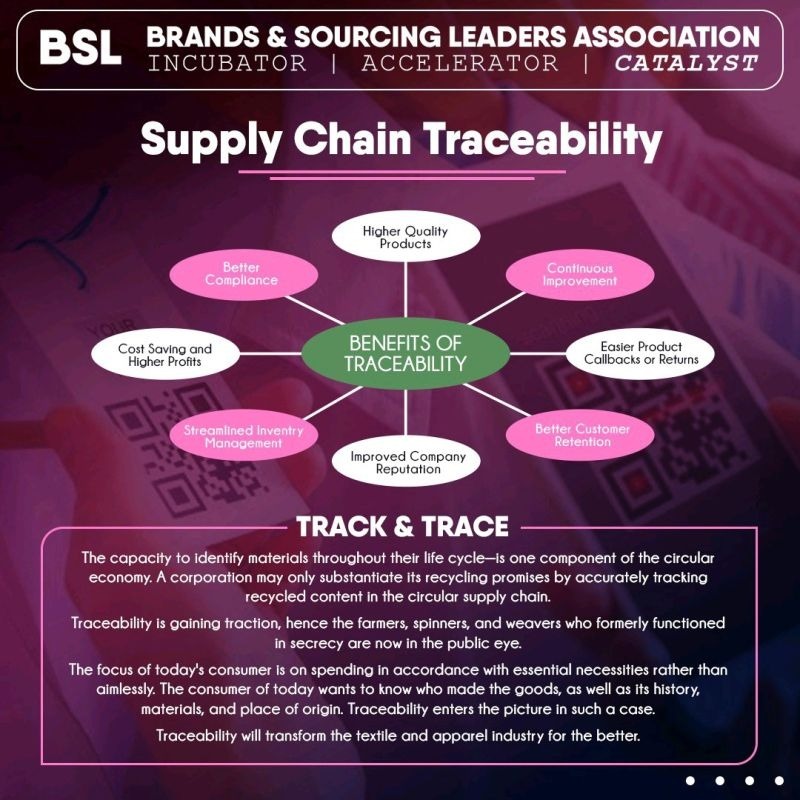 BSL
BRANDS & SOURCING LEADERS ASSOCIATION
INCUBATOR | ACCELERATOR | CATALYST
Supply Chain Traceability
Higher Quality
Products
Better
Compliance
Continuous
Improvement
Cost Saving and
Higher Profits
BENEFITS OF
TRACEABILITY
Easier Product
Callbacks or Returns
Streamlined Inventry
Management
Better Customer
Retention
Improved Company
Reputation
TRACK & TRACE
The capacity to identify materials throughout their life cycle—is one component of the circular
economy. A corporation may only substantiate its recycling promises by accurately tracking
recycled content in the circular supply chain.
Traceability is gaining traction, hence the farmers, spinners, and weavers who formerly functioned
in secrecy are now in the public eye.
The focus of today's consumer is on spending in accordance with essential necessities rather than
aimlessly. The consumer of today wants to know who made the goods, as well as its history,
materials, and place of origin. Traceability enters the picture in such a case.
Traceability will transform the textile and apparel industry for the better.